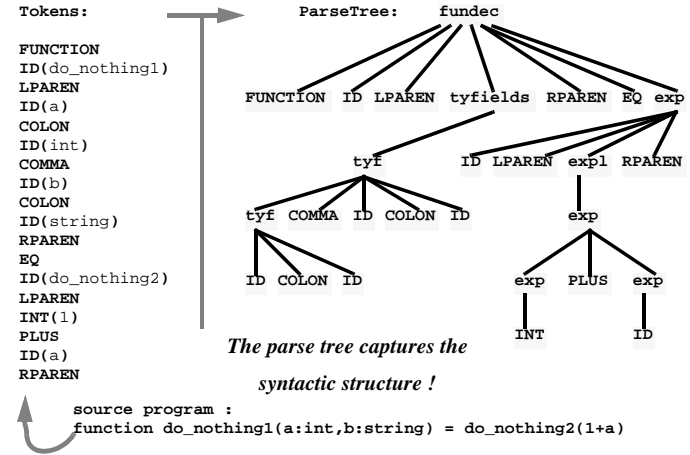 Tokens:
FUNCTION
ID(do_nothing1)
LPAREN
ID(a)
COLON
ID(int)
COMMA
ID(b)
COLON
ID(string)
RPAREN
EQ
ID(do_nothing2)
LPAREN
INT(1)
PLUS
ID(a)
RPAREN
ParseTree: fundec
FUNCTION ID LPAREN tyfields RPAREN EQ exp
tyf ID LPAREN expl RPAREN
tyf COMMA ID COLON ID exp
ID COLON ID exp PLUS exp
INT ID
The parse tree captures the
syntactic structure !
source program :
function do_nothing1(a:int,b:string) = do_nothing2(1+a)